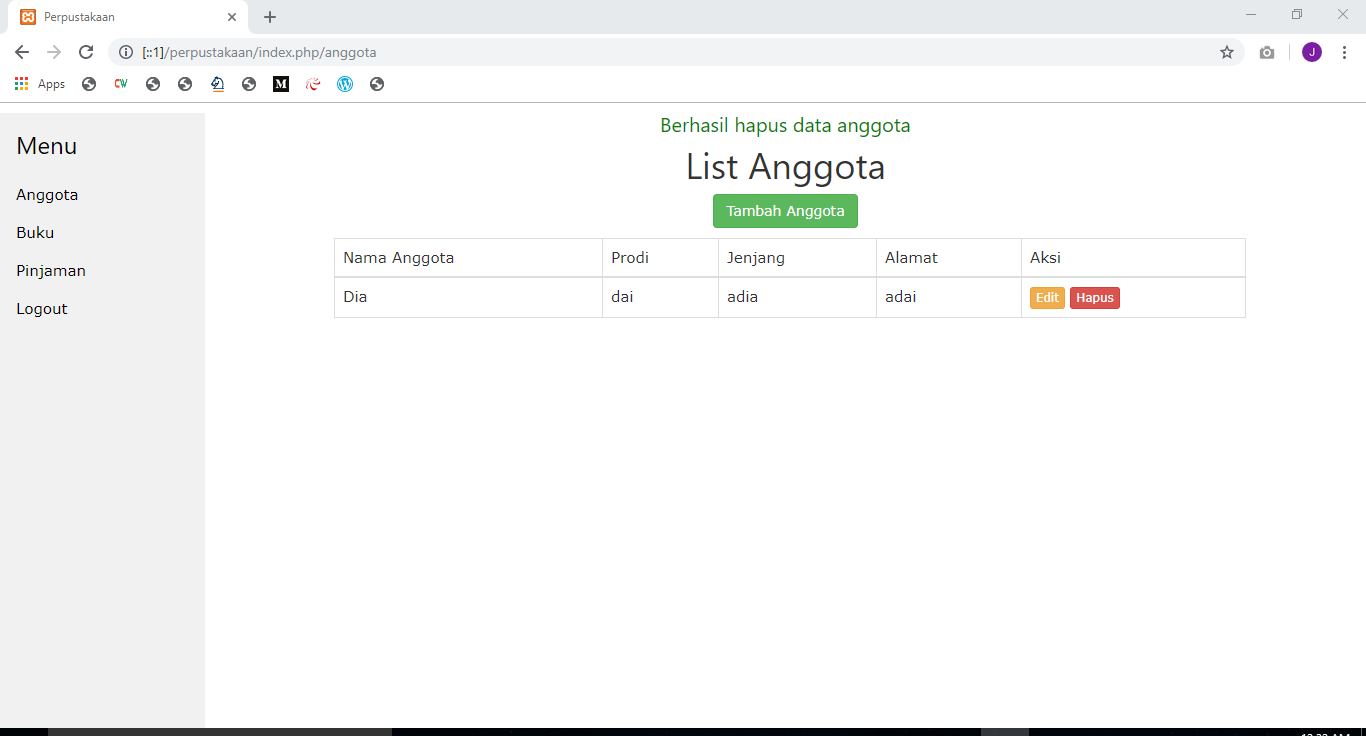 Perpustakaan
[::1]/perpustakaan/index.php/anggota
J
Apps
CW
M
Menu
Anggota
Buku
Pinjaman
Logout
Berhasil hapus data anggota
List Anggota
Tambah Anggota
Nama Anggota Prodi Jenjang Alamat Aksi
Dia dai adia adai Edit Hapus